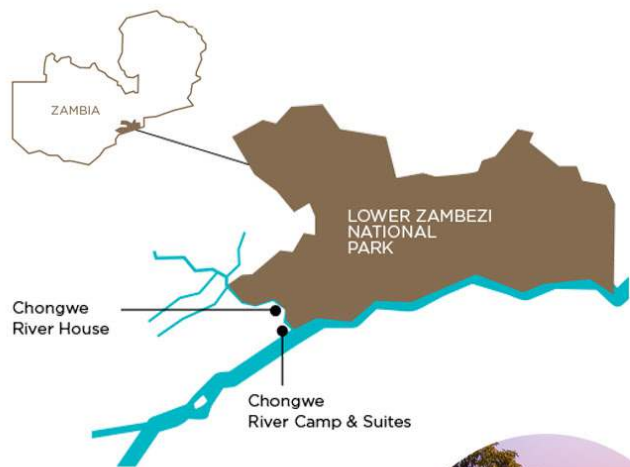 ZAMBIA
LOWER ZAMBEZI
NATIONAL
PARK
Chongwe
River House
Chongwe
River Camp & Suites